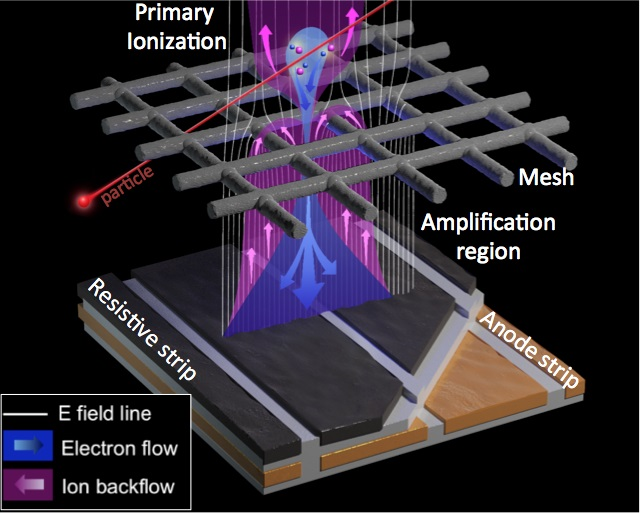 Primary
Ionization
particle
Mesh
Amplification
region
Resistive strip
Anode strip
E field line
Electron flow
Ion backflow